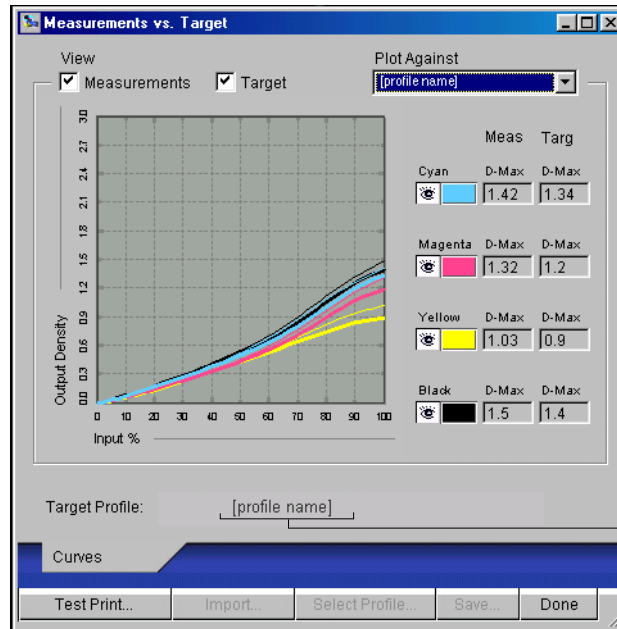 Measurements vs. Target
View
Plot Against
Measurements
Target
[profile name]
Meas
Targ
3.0
2.7
2.4
2.1
1.8
1.5
1.2
0.9
0.6
0.3
0.0
Output Density
0 10 20 30 40 50 60 70 80 90 100
Input %
Cyan D-Max D-Max
1.42 1.34
Magenta D-Max D-Max
1.32 1.2
Yellow D-Max D-Max
1.03 0.9
Black D-Max D-Max
1.5 1.4
Target Profile: [profile name]
Curves
Test Print... Import... Select Profile... Save... Done